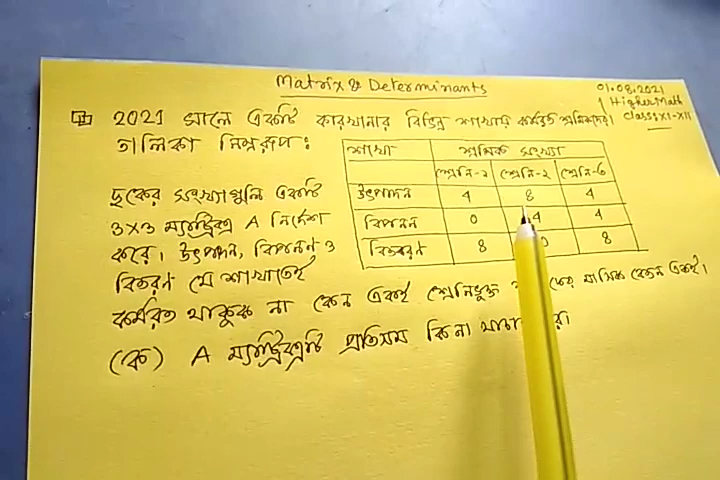 Matrix & Determinants
01.08.2021
Higher Math
Class: XI-XII
2021 সালে একটি কারখানার বিভিন্ন শাখায় কর্মরত শ্রমিকদের
তালিকা নিম্নরূপ :
শাখা শ্রমিক সংখ্যা
শ্রেনি-১ শ্রেনি-২ শ্রেনি-৩
উৎপাদন 4 8 4
বিপনন 0 4 4
বিতরণ 8 0 8
ছকের সংখ্যাগুলি একটি
3×3 ম্যাট্রিক্স A নির্দেশ
করে। উৎপাদন, বিপনন ও
বিতরণ যে শাখাতেই
কর্মরত থাকুক না কেন একই শ্রেনিভুক্ত মাসিক বেতন একই।
(ক) A ম্যাট্রিক্সটি প্রতিসম কি না